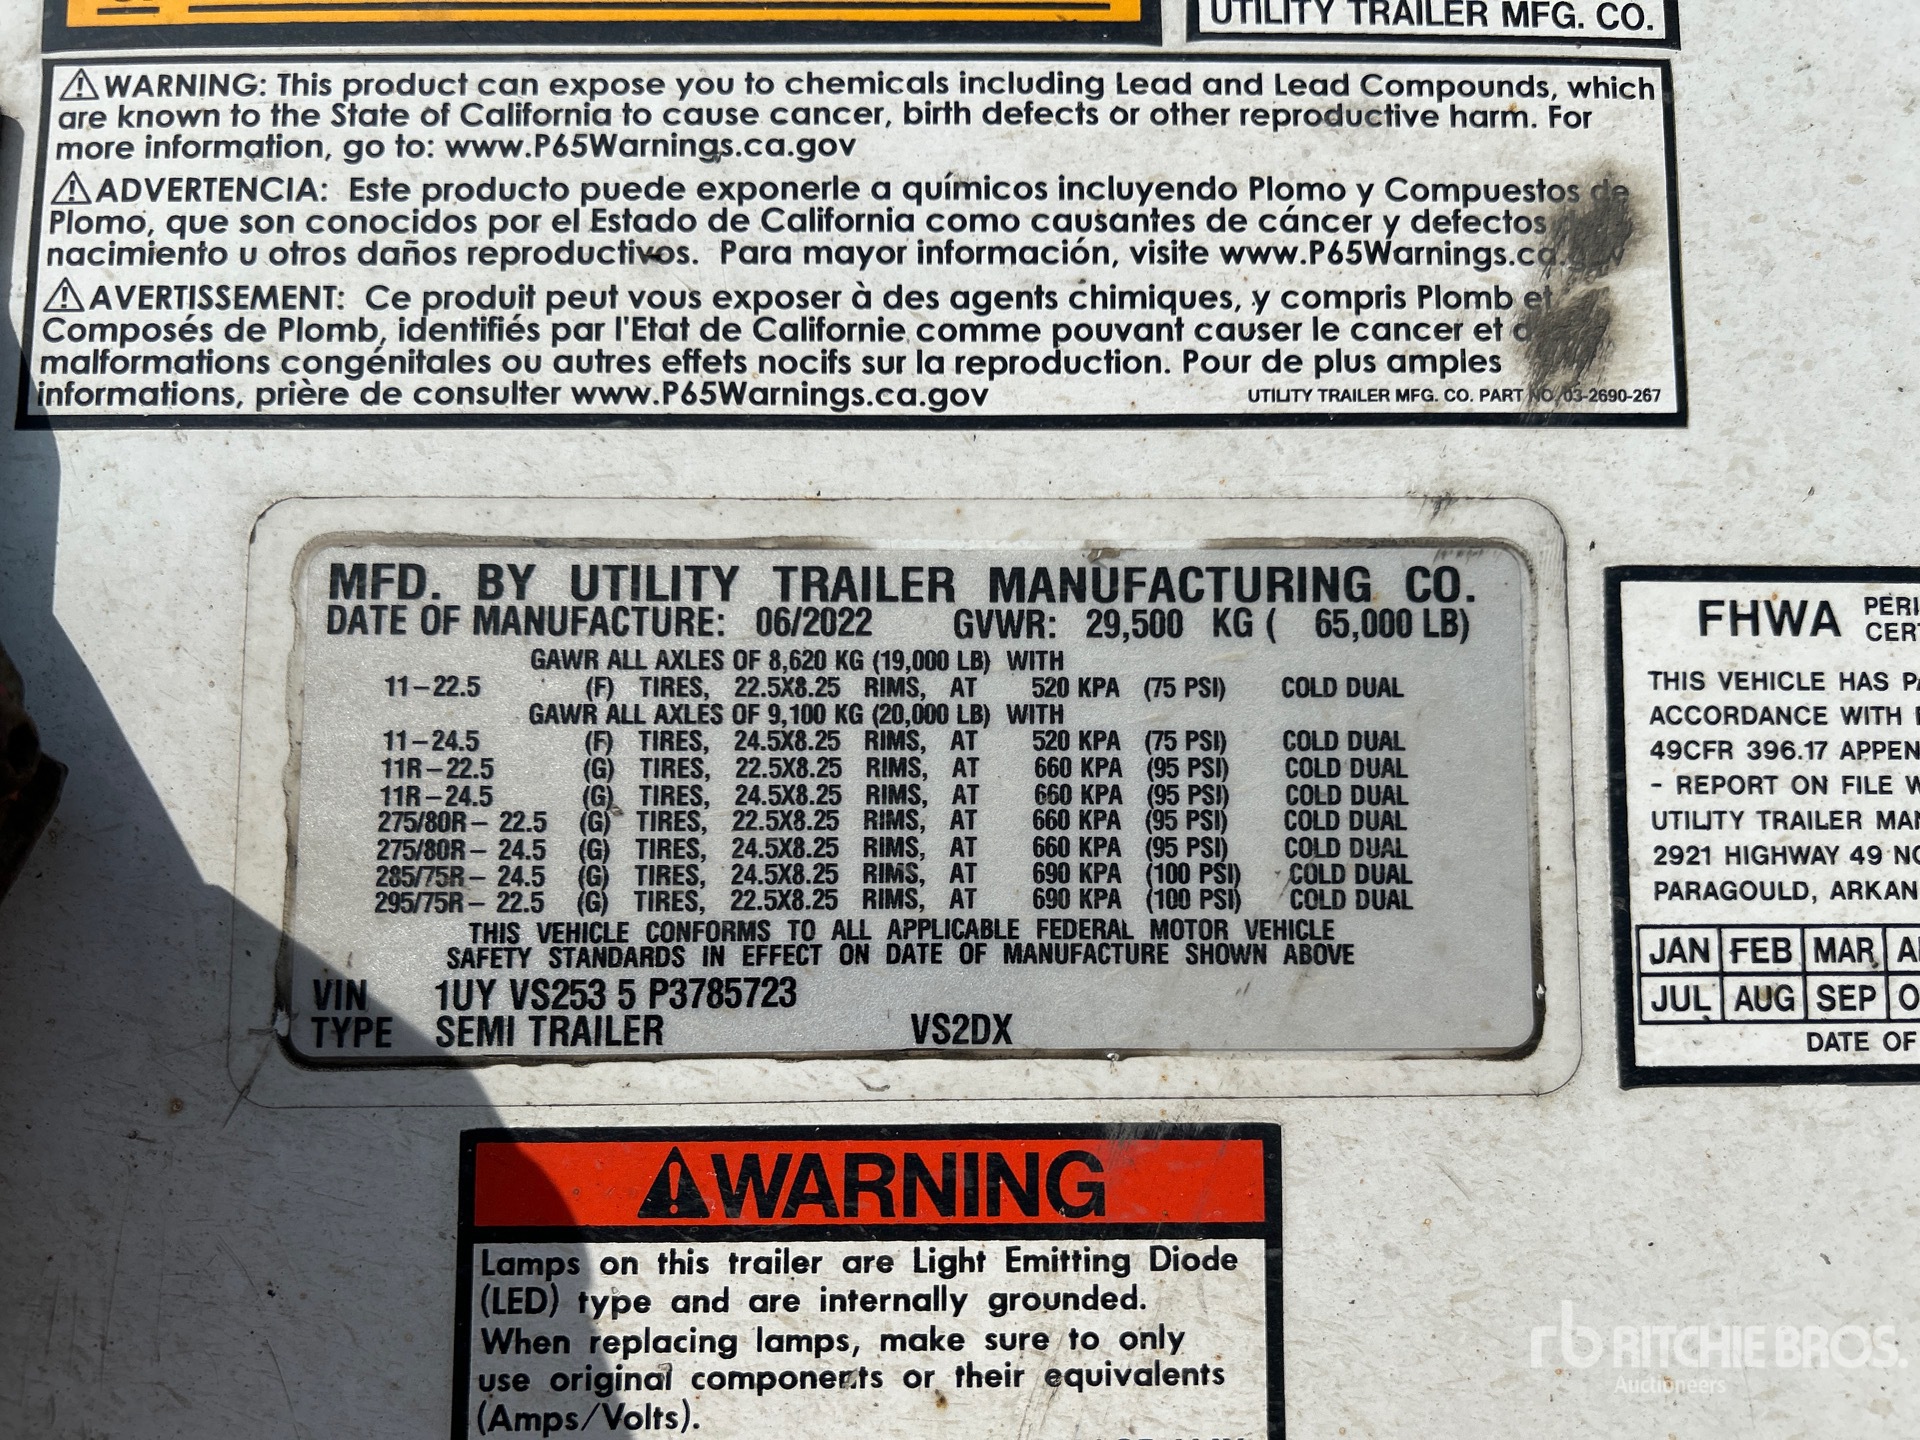 UTILITY TRAILER MFG. CO.
⚠WARNING: This product can expose you to chemicals including Lead and Lead Compounds, which
are known to the State of California to cause cancer, birth defects or other reproductive harm. For
more information, go to: www.P65Warnings.ca.gov
⚠ADVERTENCIA: Este producto puede exponerle a químicos incluyendo Plomo y Compuestos de
Plomo, que son conocidos por el Estado de California como causantes de cáncer y defectos
nacimiento u otros daños reproductivos. Para mayor información, visite www.P65Warnings.ca.gov
⚠AVERTISSEMENT: Ce produit peut vous exposer à des agents chimiques, y compris Plomb et
Composés de Plomb, identifiés par l'Etat de Californie comme pouvant causer le cancer et
malformations congénitales ou autres effets nocifs sur la reproduction. Pour de plus amples
informations, prière de consulter www.P65Warnings.ca.gov
UTILITY TRAILER MFG. CO. PART NO. 03-2690-267
MFD. BY UTILITY TRAILER MANUFACTURING CO.
DATE OF MANUFACTURE: 06/2022 GVWR: 29,500 KG ( 65,000 LB)
GAWR ALL AXLES OF 8,620 KG (19,000 LB) WITH
11-22.5 (F) TIRES, 22.5X8.25 RIMS, AT 520 KPA (75 PSI) COLD DUAL
GAWR ALL AXLES OF 9,100 KG (20,000 LB) WITH
11-24.5 (F) TIRES, 24.5X8.25 RIMS, AT 520 KPA (75 PSI) COLD DUAL
11R-22.5 (G) TIRES, 22.5X8.25 RIMS, AT 660 KPA (95 PSI) COLD DUAL
11R-24.5 (G) TIRES, 24.5X8.25 RIMS, AT 660 KPA (95 PSI) COLD DUAL
275/80R- 22.5 (G) TIRES, 22.5X8.25 RIMS, AT 660 KPA (95 PSI) COLD DUAL
275/80R- 24.5 (G) TIRES, 24.5X8.25 RIMS, AT 660 KPA (95 PSI) COLD DUAL
285/75R- 24.5 (G) TIRES, 24.5X8.25 RIMS, AT 690 KPA (100 PSI) COLD DUAL
295/75R- 22.5 (G) TIRES, 22.5X8.25 RIMS, AT 690 KPA (100 PSI) COLD DUAL
THIS VEHICLE CONFORMS TO ALL APPLICABLE FEDERAL MOTOR VEHICLE
SAFETY STANDARDS IN EFFECT ON DATE OF MANUFACTURE SHOWN ABOVE
VIN 1UY VS253 5 P3785723
TYPE SEMI TRAILER VS2DX
FHWA PERI
CERT
THIS VEHICLE HAS PA
ACCORDANCE WITH
49CFR 396.17 APPEN
- REPORT ON FILE W
UTILITY TRAILER MAN
2921 HIGHWAY 49 NO
PARAGOULD, ARKAN
JAN FEB MAR A
JUL AUG SEP O
DATE OF
⚠WARNING
Lamps on this trailer are Light Emitting Diode
(LED) type and are internally grounded.
When replacing lamps, make sure to only
use original components or their equivalents
(Amps/Volts).
rb RITCHIE BROS.
Auctioneers